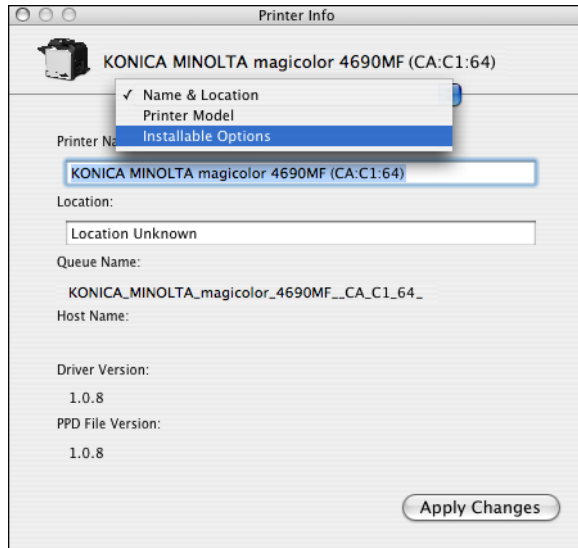 Printer Info
KONICA MINOLTA magicolor 4690MF (CA:C1:64)
✓ Name & Location
Printer Model
Installable Options
Printer Na
KONICA MINOLTA magicolor 4690MF (CA:C1:64)
Location:
Location Unknown
Queue Name:
KONICA_MINOLTA_magicolor_4690MF__CA_C1_64_
Host Name:
Driver Version:
1.0.8
PPD File Version:
1.0.8
Apply Changes